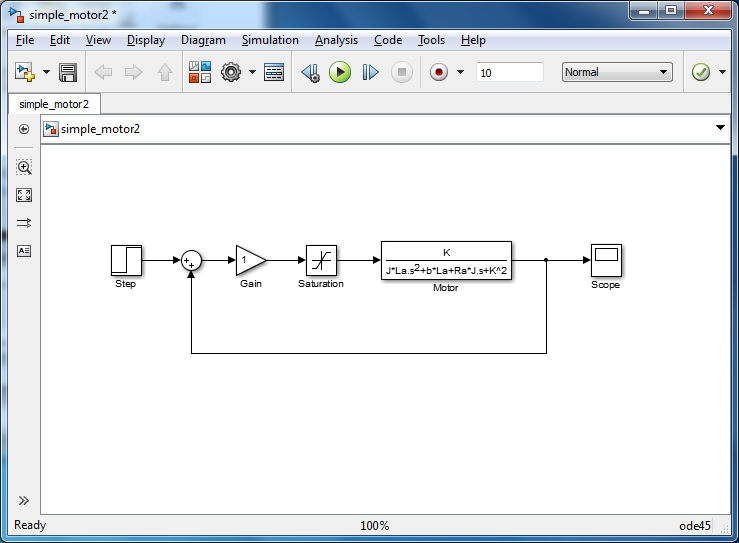 simple_motor2 *
File Edit View Display Diagram Simulation Analysis Code Tools Help
10 Normal
simple_motor2
simple_motor2
Step
+
+
1
Gain
Saturation
K
J*La.s2+b*La+Ra*J.s+K^2
Motor
Scope
Ready 100% ode45